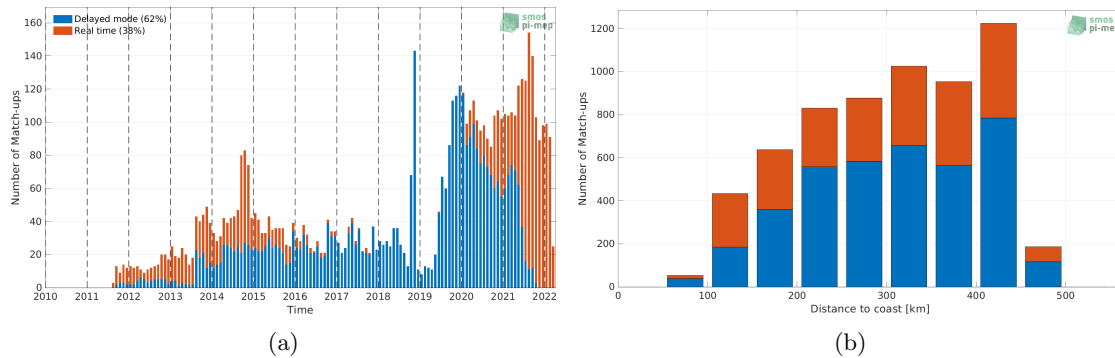 160
140
120
100
80
60
40
20
0
Number of Match-ups
Delayed mode (62%)
Real time (38%)
smos
pi-mep
2010 2011 2012 2013 2014 2015 2016 2017 2018 2019 2020 2021 2022
Time
(a)
1200
1000
800
600
400
200
0
Number of Match-ups
smos
pi-mep
0 100 200 300 400 500
Distance to coast [km]
(b)